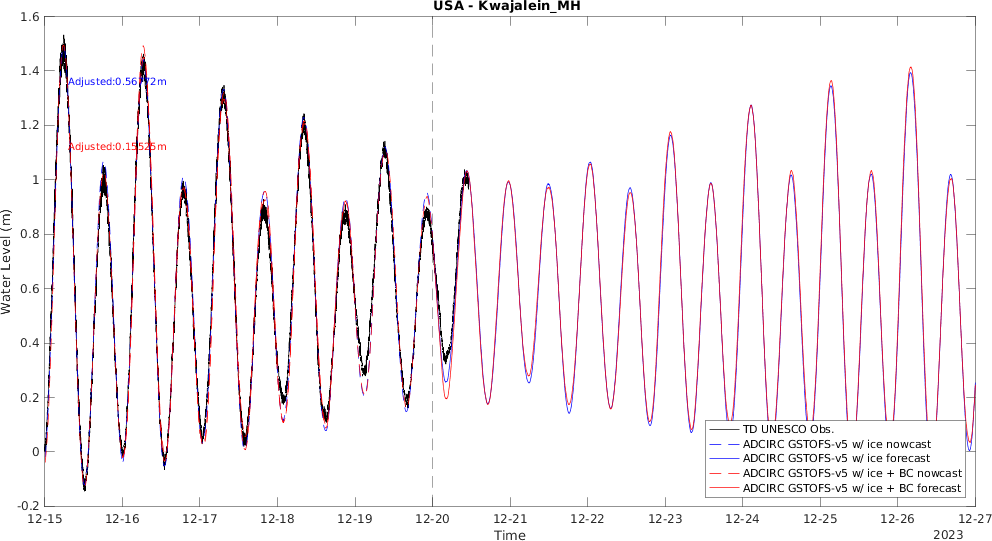 USA - Kwajalein_MH
1.6
1.4
1.2
1
0.8
0.6
0.4
0.2
0
-0.2
Water Level (m)
Adjusted:0.56772m
Adjusted:0.15525m
TD UNESCO Obs.
ADCIRC GSTOFS-v5 w/ ice nowcast
ADCIRC GSTOFS-v5 w/ ice forecast
ADCIRC GSTOFS-v5 w/ ice + BC nowcast
ADCIRC GSTOFS-v5 w/ ice + BC forecast
12-15 12-16 12-17 12-18 12-19 12-20 12-21 12-22 12-23 12-24 12-25 12-26 12-27
Time
2023